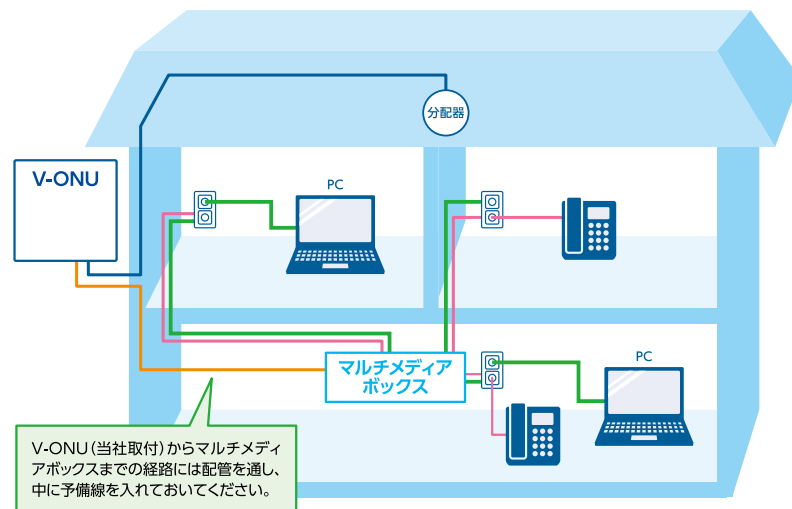 分配器
V-ONU
PC
マルチメディア
ボックス
PC
V-ONU(当社取付)からマルチメディ
アボックスまでの経路には配管を通し、
中に予備線を入れておいてください。